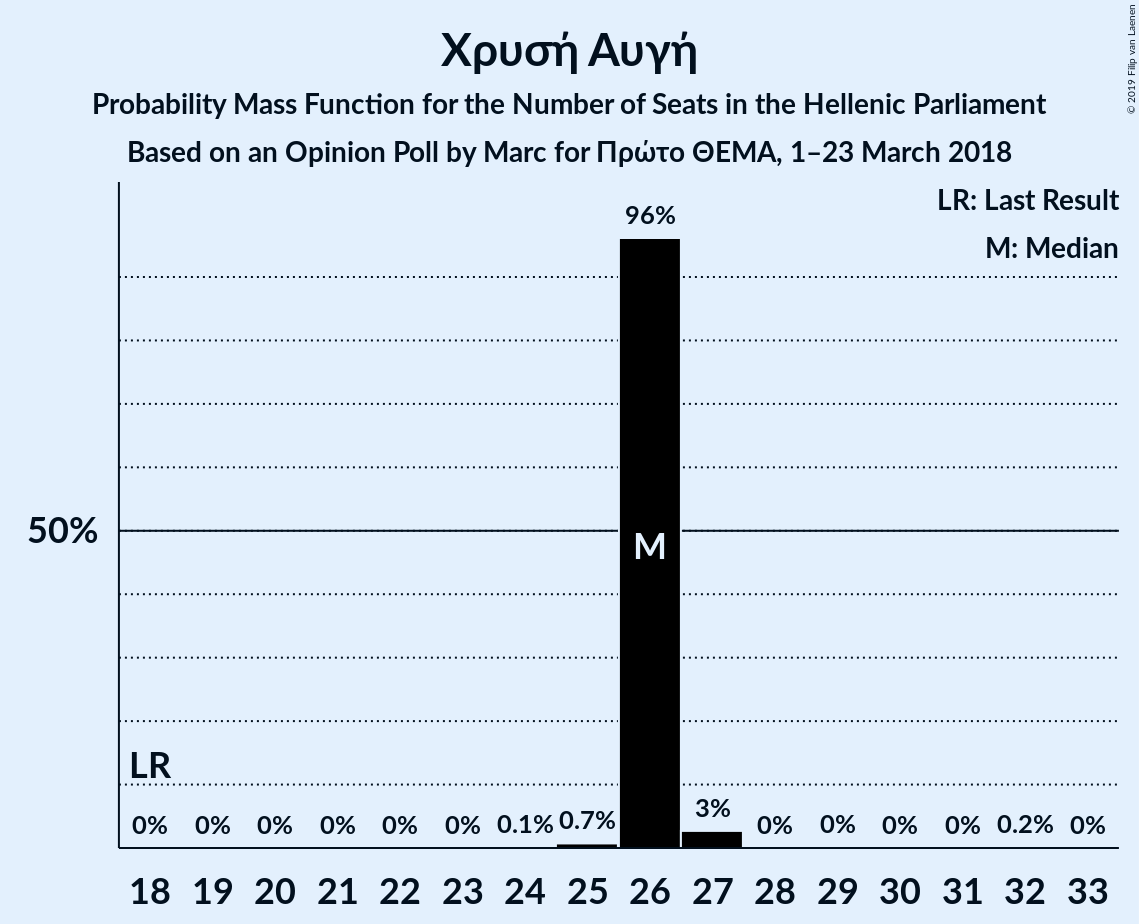 Χρυσή Αυγή
Probability Mass Function for the Number of Seats in the Hellenic Parliament
Based on an Opinion Poll by Marc for Πρώτο ΘΕΜΑ, 1–23 March 2018
© 2019 Filip van Laenen
LR: Last Result
M: Median
96%
50%
M
LR
0% 0% 0% 0% 0% 0% 0.1% 0.7% 3% 0% 0% 0% 0% 0.2% 0%
18 19 20 21 22 23 24 25 26 27 28 29 30 31 32 33